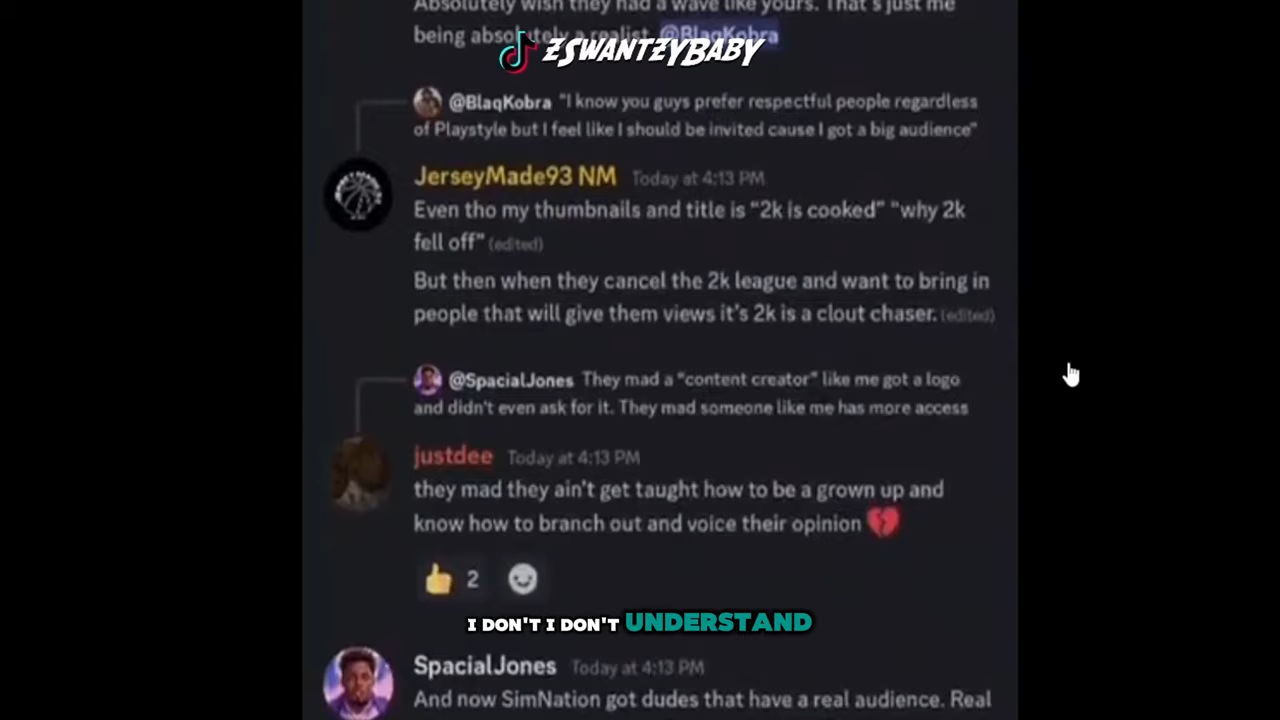 Absolutely wish they had a wave like yours. That's just me
being absolutely a realist. @BlaqKobra
ZSWANTZYBABY
@BlaqKobra "I know you guys prefer respectful people regardless
of Playstyle but I feel like I should be invited cause I got a big audience"
JerseyMade93 NM Today at 4:13 PM
Even tho my thumbnails and title is "2k is cooked" "why 2k
fell off" (edited)
But then when they cancel the 2k league and want to bring in
people that will give them views it's 2k is a clout chaser. (edited)
@SpacialJones They mad a "content creator" like me got a logo
and didn't even ask for it. They mad someone like me has more access
justdee Today at 4:13 PM
they mad they ain't get taught how to be a grown up and
know how to branch out and voice their opinion 💔
👍 2
I DON'T I DON'T UNDERSTAND
SpacialJones Today at 4:13 PM
And now SimNation got dudes that have a real audience. Real